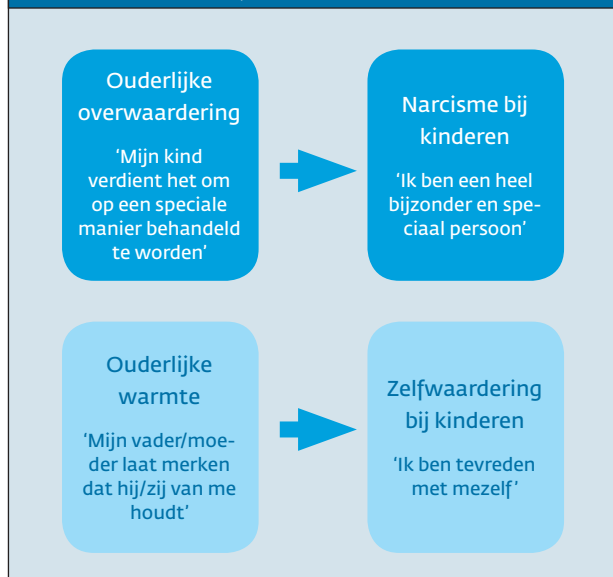 Ouderlijke
overwaardering
'Mijn kind
verdient het om
op een speciale
manier behandeld
te worden'
Narcisme bij
kinderen
'Ik ben een heel
bijzonder en spe-
ciaal persoon'
Ouderlijke
warmte
'Mijn vader/moe-
der laat merken
dat hij/zij van me
houdt'
Zelfwaardering
bij kinderen
'Ik ben tevreden
met mezelf'